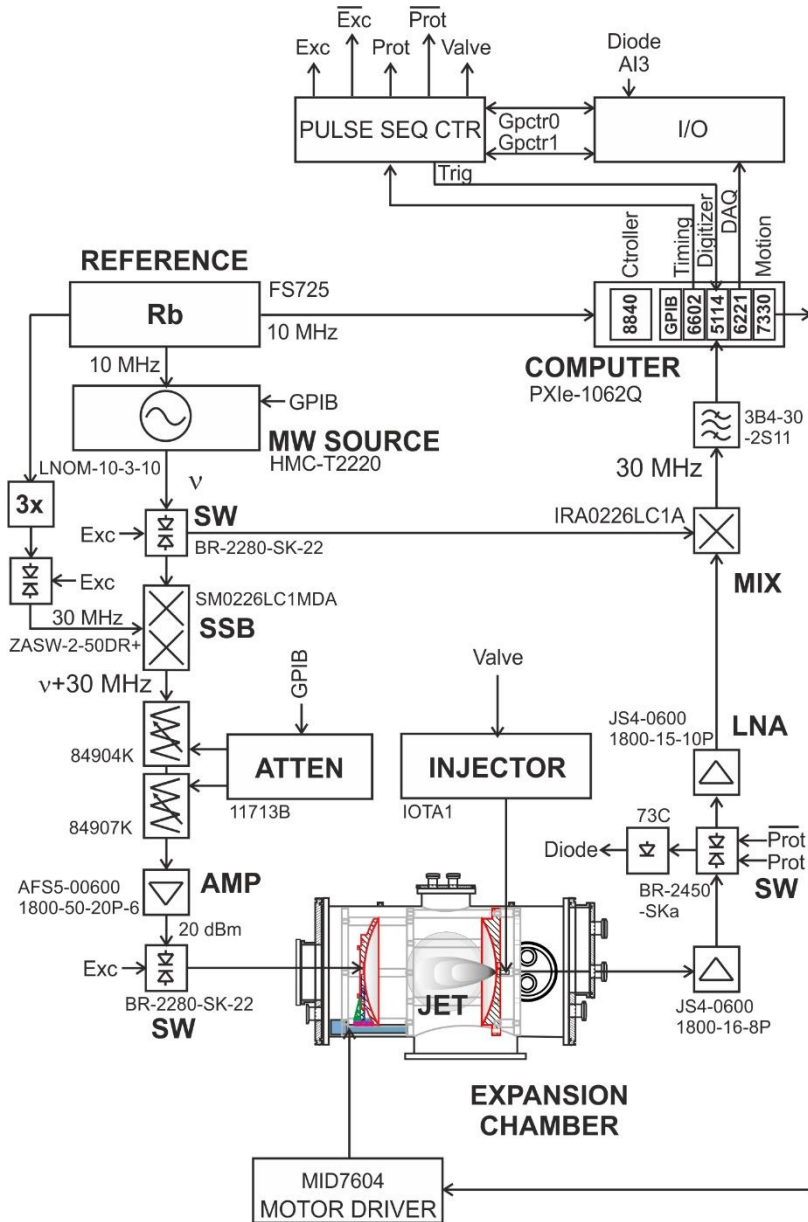 Exc
E̅x̅c̅
Prot
P̅r̅o̅t̅
Valve
Diode
AI3
PULSE SEQ CTR
Gpctr0
Gpctr1
I/O
Trig
Ctroller
Timing
Digitizer
DAQ
Motion
REFERENCE
Rb
FS725
10 MHz
8840
GPIB
6602
5114
6221
7330
COMPUTER
PXIe-1062Q
10 MHz
GPIB
MW SOURCE
HMC-T2220
LNOM-10-3-10
ν
3x
Exc
SW
BR-2280-SK-22
Exc
30 MHz
ZASW-2-50DR+
SM0226LC1MDA
SSB
ν+30 MHz
3B4-30
-2S11
30 MHz
IRA0226LC1A
MIX
GPIB
Valve
84904K
84907K
ATTEN
11713B
INJECTOR
IOTA1
JS4-0600
1800-15-10P
LNA
73C
Diode
P̅r̅o̅t̅
Prot
BR-2450
-SKa
SW
AFS5-00600
1800-50-20P-6
AMP
20 dBm
Exc
BR-2280-SK-22
SW
JET
JS4-0600
1800-16-8P
EXPANSION
CHAMBER
MID7604
MOTOR DRIVER